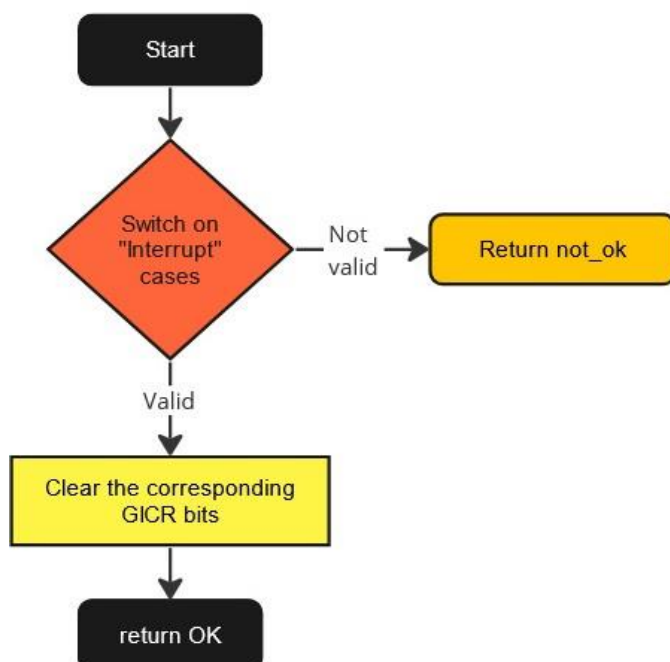 Start
Switch on
"Interrupt"
cases
Not
valid
Return not_ok
Valid
Clear the corresponding
GICR bits
return OK